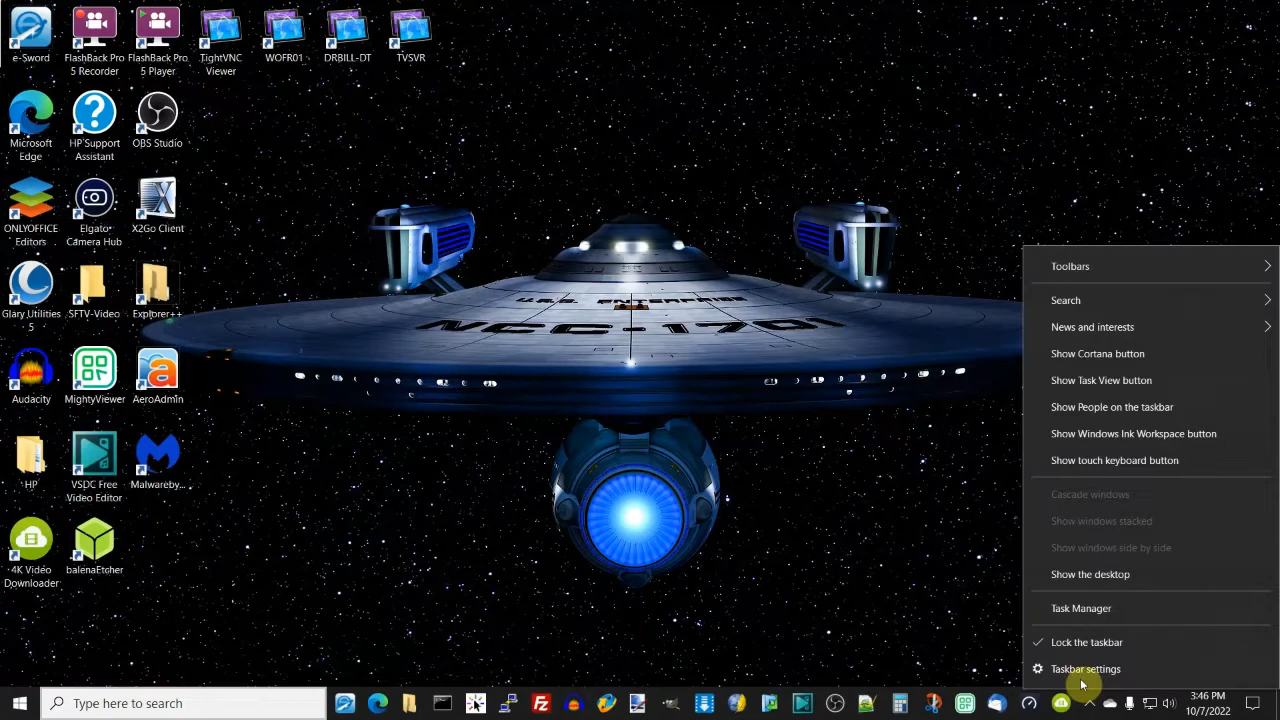 e-Sword
FlashBack Pro
5 Recorder
FlashBack Pro
5 Player
TightVNC
Viewer
WOFR01
DRBILL-DT
TVSVR
Microsoft
Edge
HP Support
Assistant
OBS Studio
ONLYOFFICE
Editors
Elgato
Camera Hub
X2Go Client
Glary Utilities
5
SFTV-Video
Explorer++
Audacity
MightyViewer
AeroAdmin
HP
VSDC Free
Video Editor
Malwareby...
4K Video
Downloader
balenaEtcher
U.S.S. ENTERPRISE
NCC-1701
Toolbars
Search
News and interests
Show Cortana button
Show Task View button
Show People on the taskbar
Show Windows Ink Workspace button
Show touch keyboard button
Cascade windows
Show windows stacked
Show windows side by side
Show the desktop
Task Manager
Lock the taskbar
Taskbar settings
Type here to search
3:46 PM
10/7/2022